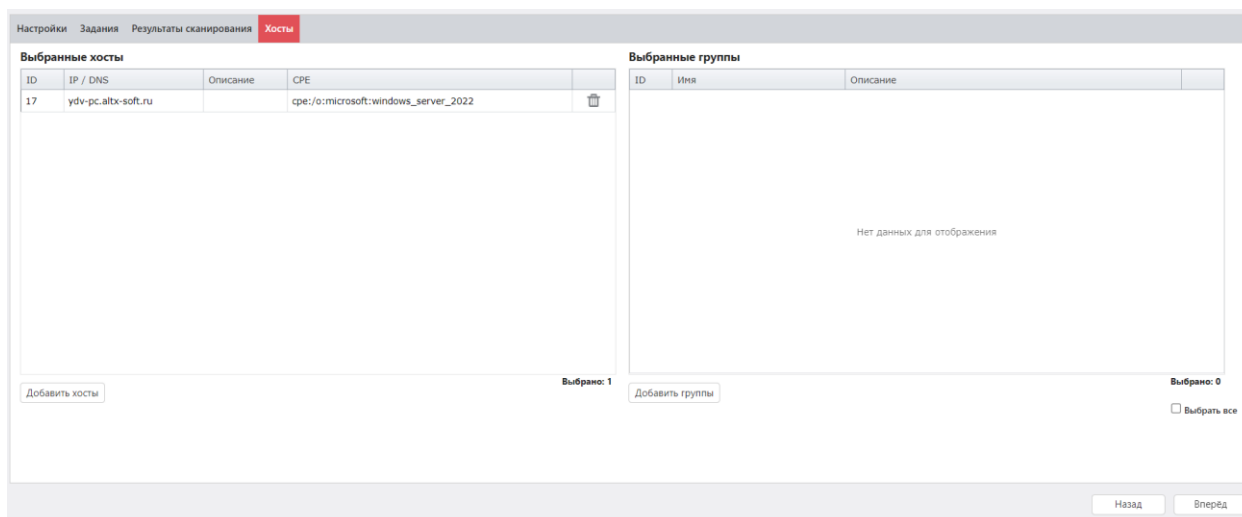 Настройки Задания Результаты сканирования Хосты
Выбранные хосты
ID IP / DNS Описание CPE
17 ydv-pc.altx-soft.ru cpe:/o:microsoft:windows_server_2022
Выбрано: 1
Добавить хосты
Выбранные группы
ID Имя Описание
Нет данных для отображения
Выбрано: 0
Добавить группы
Выбрать все
Назад Вперёд